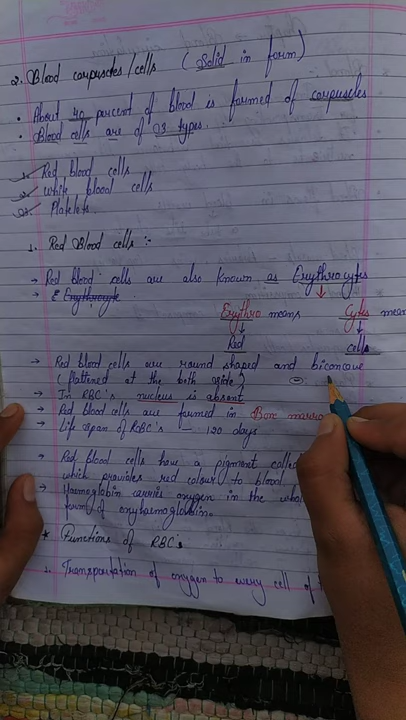 2. Blood corpuscles/cells (Solid in form)
• About 40 percent of blood is formed of corpuscles
• Blood cells are of 03 types.
1. Red blood cells
2. White blood cells
3. Platelets.
1. Red Blood cells :-
→ Red blood cells are also known as Erythrocytes
→ E Erythrocyte.
Erythro means Cytes mean
Red cells
→ Red blood cells are round shaped and biconcave
(flattened at the both side)
→ In RBC's nucleus is absent
→ Red blood cells are formed in Bone marro
→ Life span of RBC's — 120 days
→ Red blood cells have a pigment called
which provides red colour to blood
→ Haemoglobin carries oxygen in the
form of oxyhaemoglobin.
* Functions of RBC's
1. Transportation of oxygen to every cell of